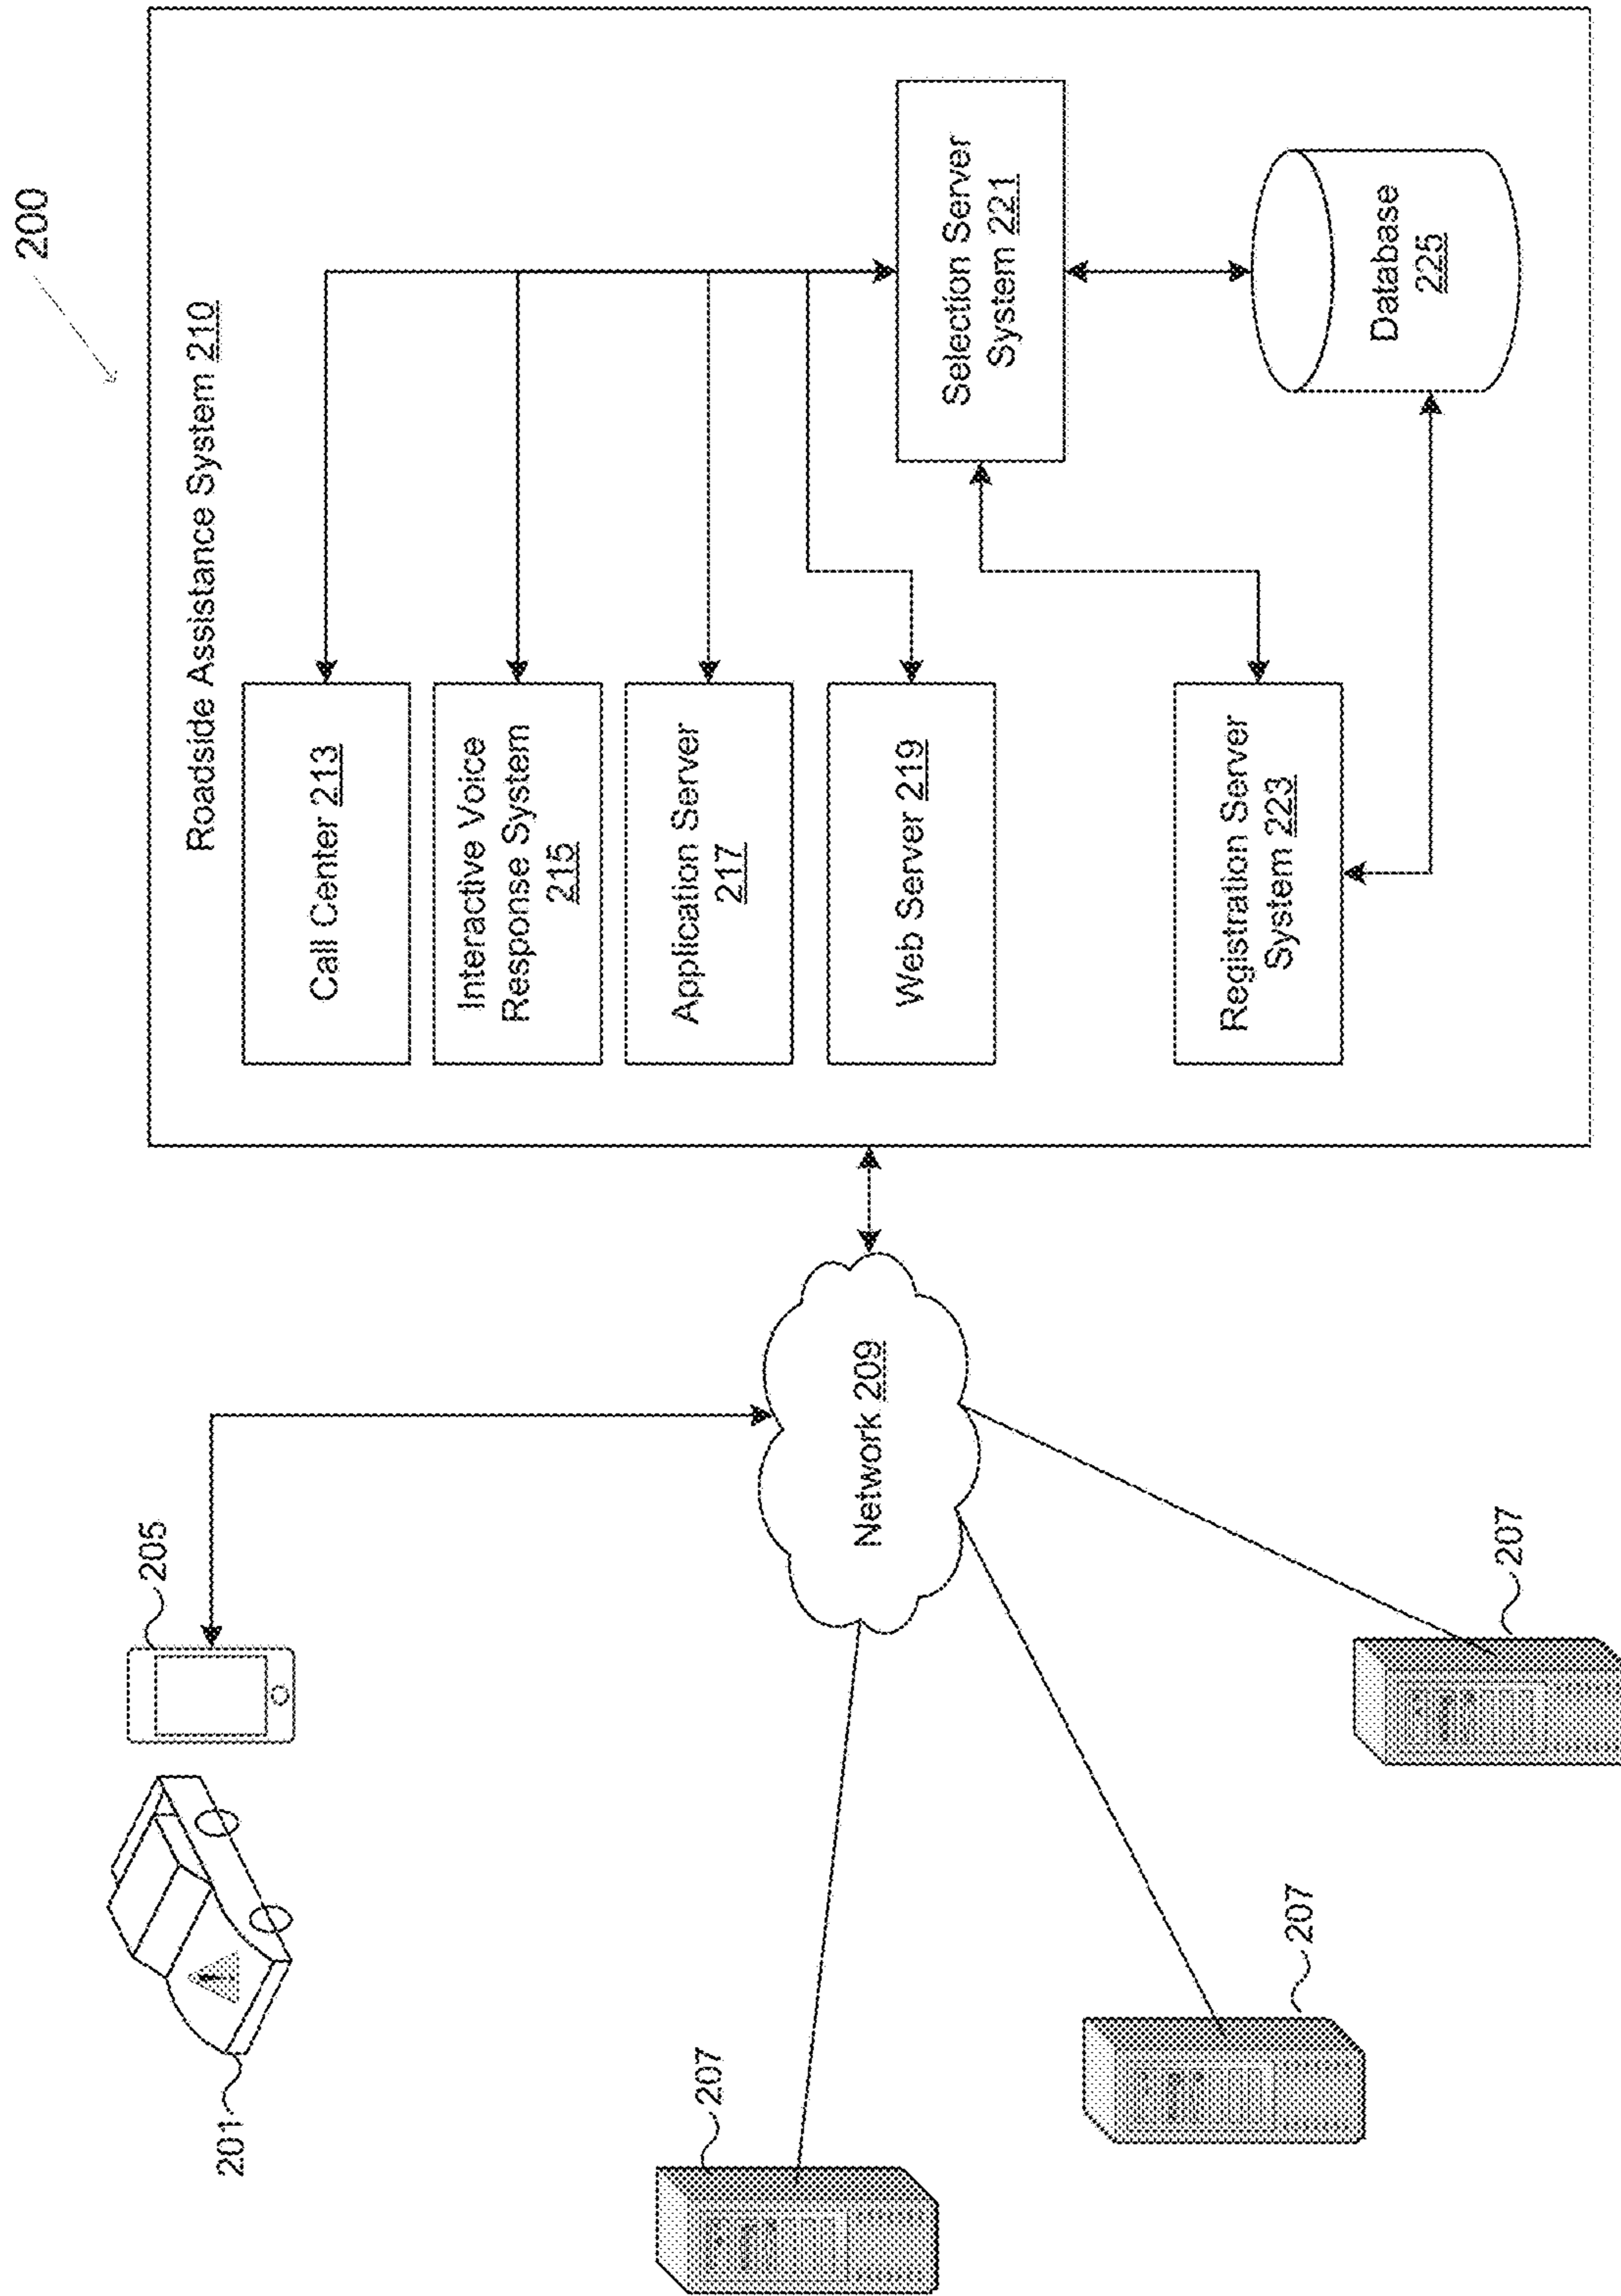 200
Roadside Assistance System 210
Call Center 213
Interactive Voice
Response System
215
Application Server
217
Web Server 219
Registration Server
System 223
Selection Server
System 221
Database
225
Network 209
205
201
207
207
207